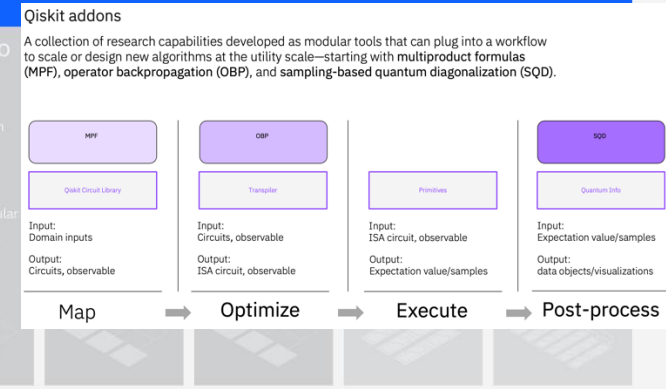 Qiskit addons
A collection of research capabilities developed as modular tools that can plug into a workflow
to scale or design new algorithms at the utility scale—starting with multiproduct formulas
(MPF), operator backpropagation (OBP), and sampling-based quantum diagonalization (SQD).
MPF
OBP
SQD
Qiskit Circuit Library
Transpiler
Primitives
Quantum Info
Input:
Domain inputs
Output:
Circuits, observable
Input:
Circuits, observable
Output:
ISA circuit, observable
Input:
ISA circuit, observable
Output:
Expectation value/samples
Input:
Expectation value/samples
Output:
data objects/visualizations
Map
Optimize
Execute
Post-process